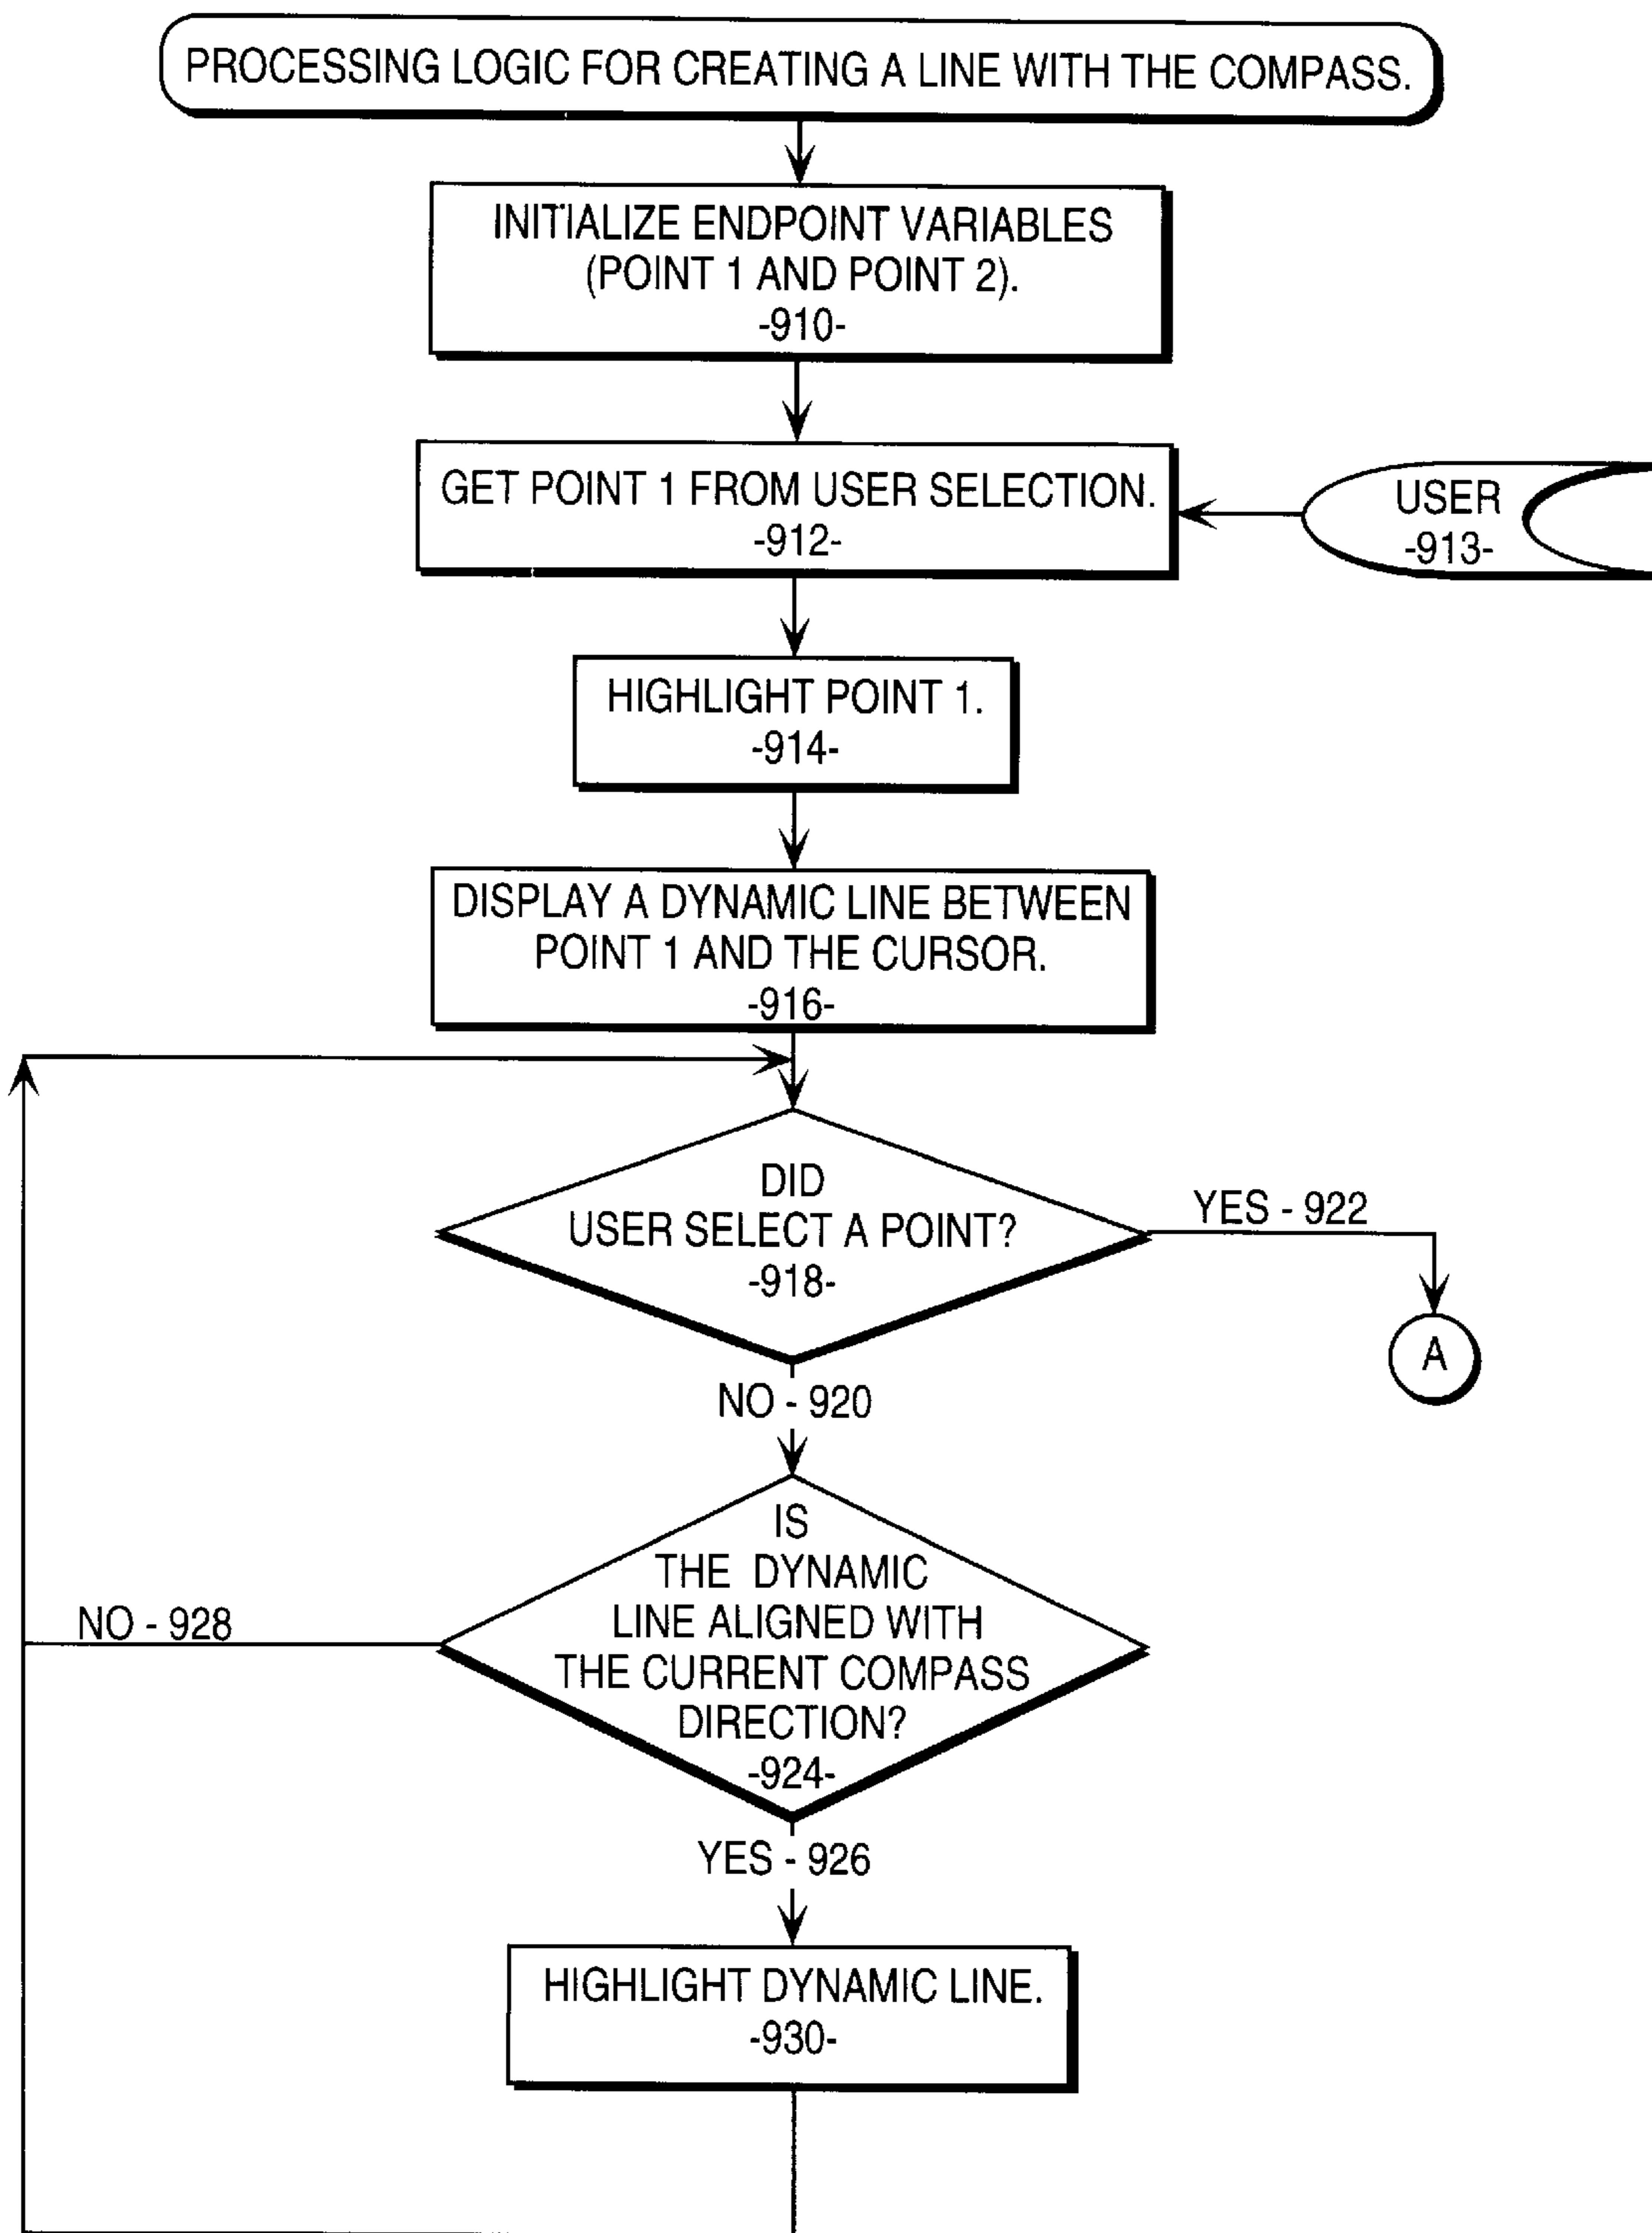 PROCESSING LOGIC FOR CREATING A LINE WITH THE COMPASS.
INITIALIZE ENDPOINT VARIABLES
(POINT 1 AND POINT 2).
-910-
GET POINT 1 FROM USER SELECTION.
-912-
USER
-913-
HIGHLIGHT POINT 1.
-914-
DISPLAY A DYNAMIC LINE BETWEEN
POINT 1 AND THE CURSOR.
-916-
DID
USER SELECT A POINT?
-918-
YES - 922
A
NO - 920
IS
THE DYNAMIC
LINE ALIGNED WITH
THE CURRENT COMPASS
DIRECTION?
-924-
NO - 928
YES - 926
HIGHLIGHT DYNAMIC LINE.
-930-